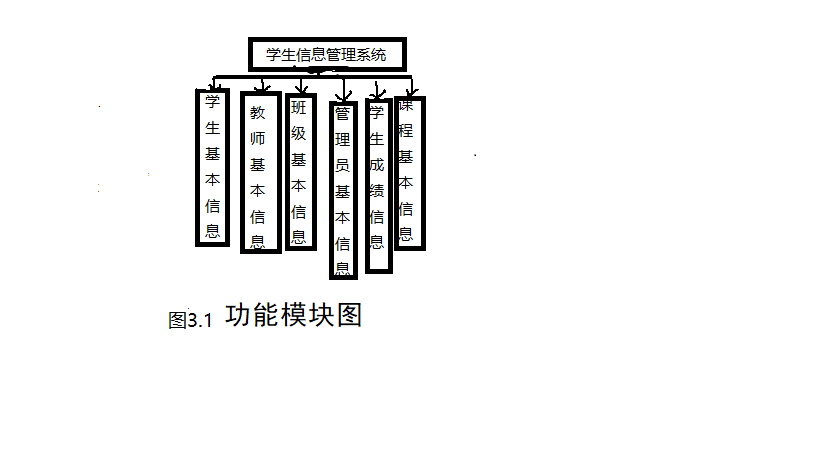 学生信息管理系统
学生基本信息
教师基本信息
班级基本信息
管理员基本信息
学生成绩信息
课程基本信息
图3.1 功能模块图